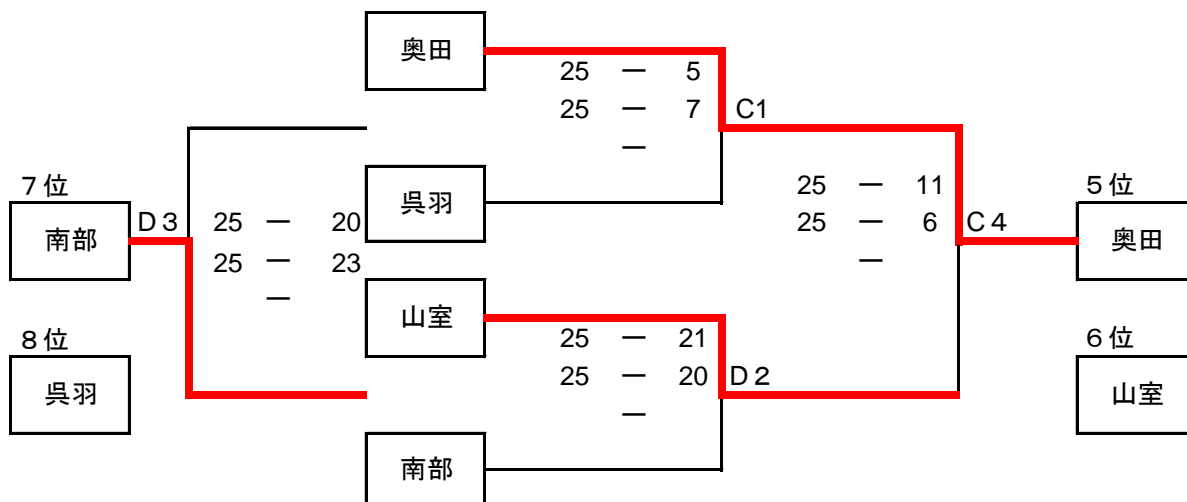 奥田
25 ー 5
25 ー 7 C1
ー
7位
呉羽
25 ー 11
5位
南部
D3
25 ー 20
25 ー 6 C4
奥田
25 ー 23
ー
ー
山室
8位
25 ー 21
6位
呉羽
25 ー 20 D2
山室
ー
南部